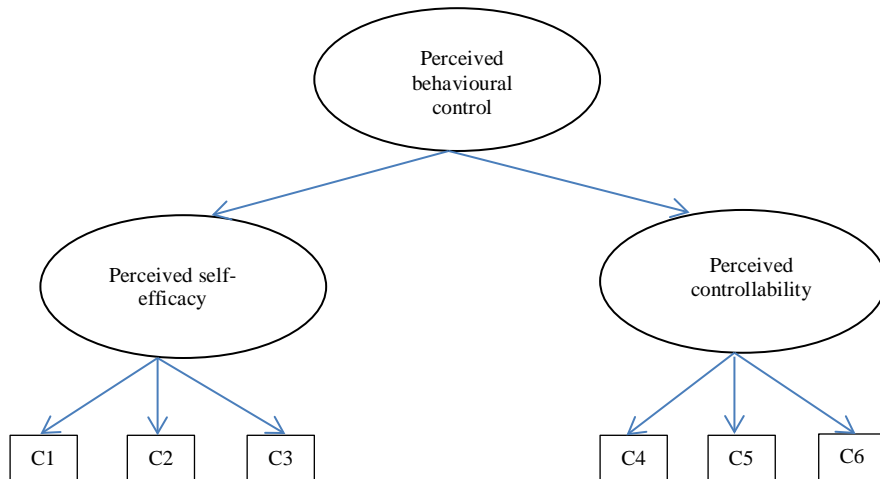 Perceived
behavioural
control
Perceived self-
efficacy
Perceived
controllability
C1
C2
C3
C4
C5
C6